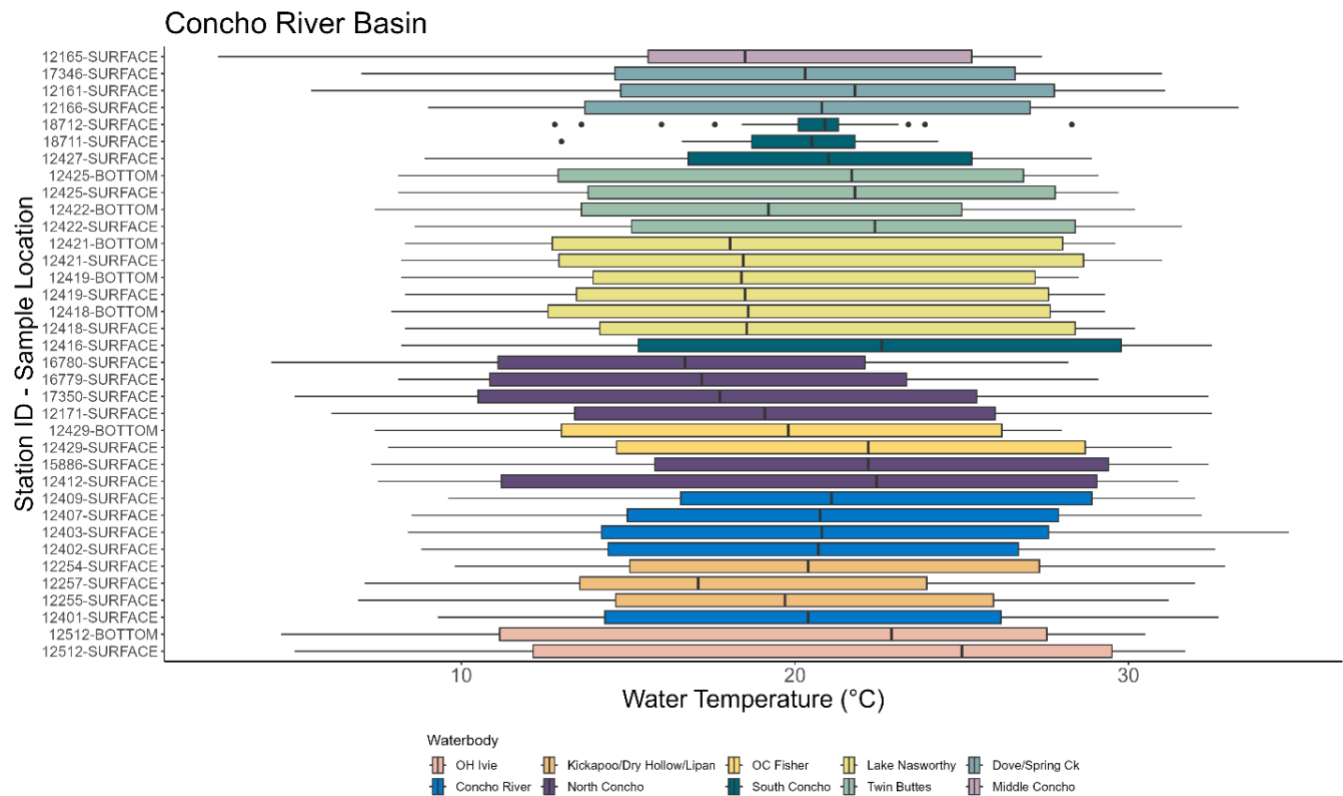 Concho River Basin
Station ID - Sample Location
12165-SURFACE
17346-SURFACE
12161-SURFACE
12166-SURFACE
18712-SURFACE
18711-SURFACE
12427-SURFACE
12425-BOTTOM
12425-SURFACE
12422-BOTTOM
12422-SURFACE
12421-BOTTOM
12421-SURFACE
12419-BOTTOM
12419-SURFACE
12418-BOTTOM
12418-SURFACE
12416-SURFACE
16780-SURFACE
16779-SURFACE
17350-SURFACE
12171-SURFACE
12429-BOTTOM
12429-SURFACE
15886-SURFACE
12412-SURFACE
12409-SURFACE
12407-SURFACE
12403-SURFACE
12402-SURFACE
12254-SURFACE
12257-SURFACE
12255-SURFACE
12401-SURFACE
12512-BOTTOM
12512-SURFACE
10 20 30
Water Temperature (°C)
Waterbody
OH Ivie Kickapoo/Dry Hollow/Lipan OC Fisher Lake Nasworthy Dove/Spring Ck
Concho River North Concho South Concho Twin Buttes Middle Concho